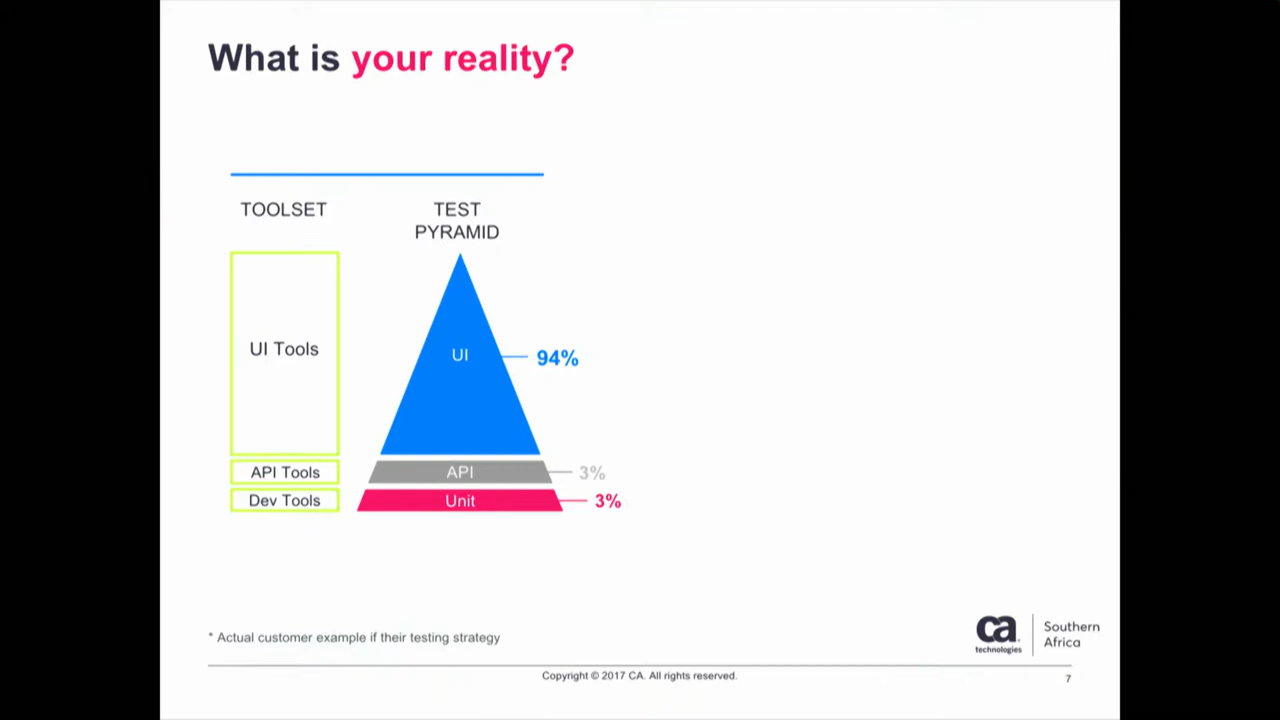 What is your reality?
TOOLSET
TEST
PYRAMID
UI Tools
UI
94%
API Tools
API
3%
Dev Tools
Unit
3%
* Actual customer example if their testing strategy
ca
technologies
Southern
Africa
Copyright © 2017 CA. All rights reserved.
7